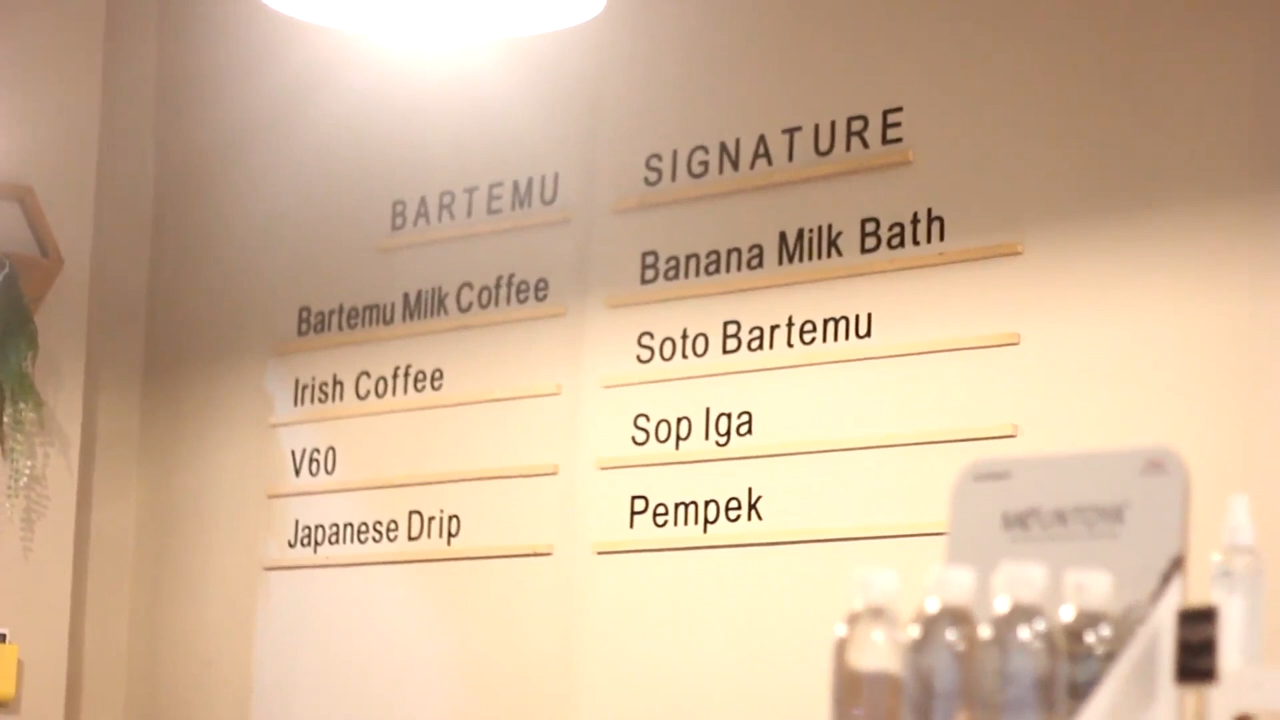 BARTEMU
Bartemu Milk Coffee
Irish Coffee
V60
Japanese Drip
SIGNATURE
Banana Milk Bath
Soto Bartemu
Sop Iga
Pempek